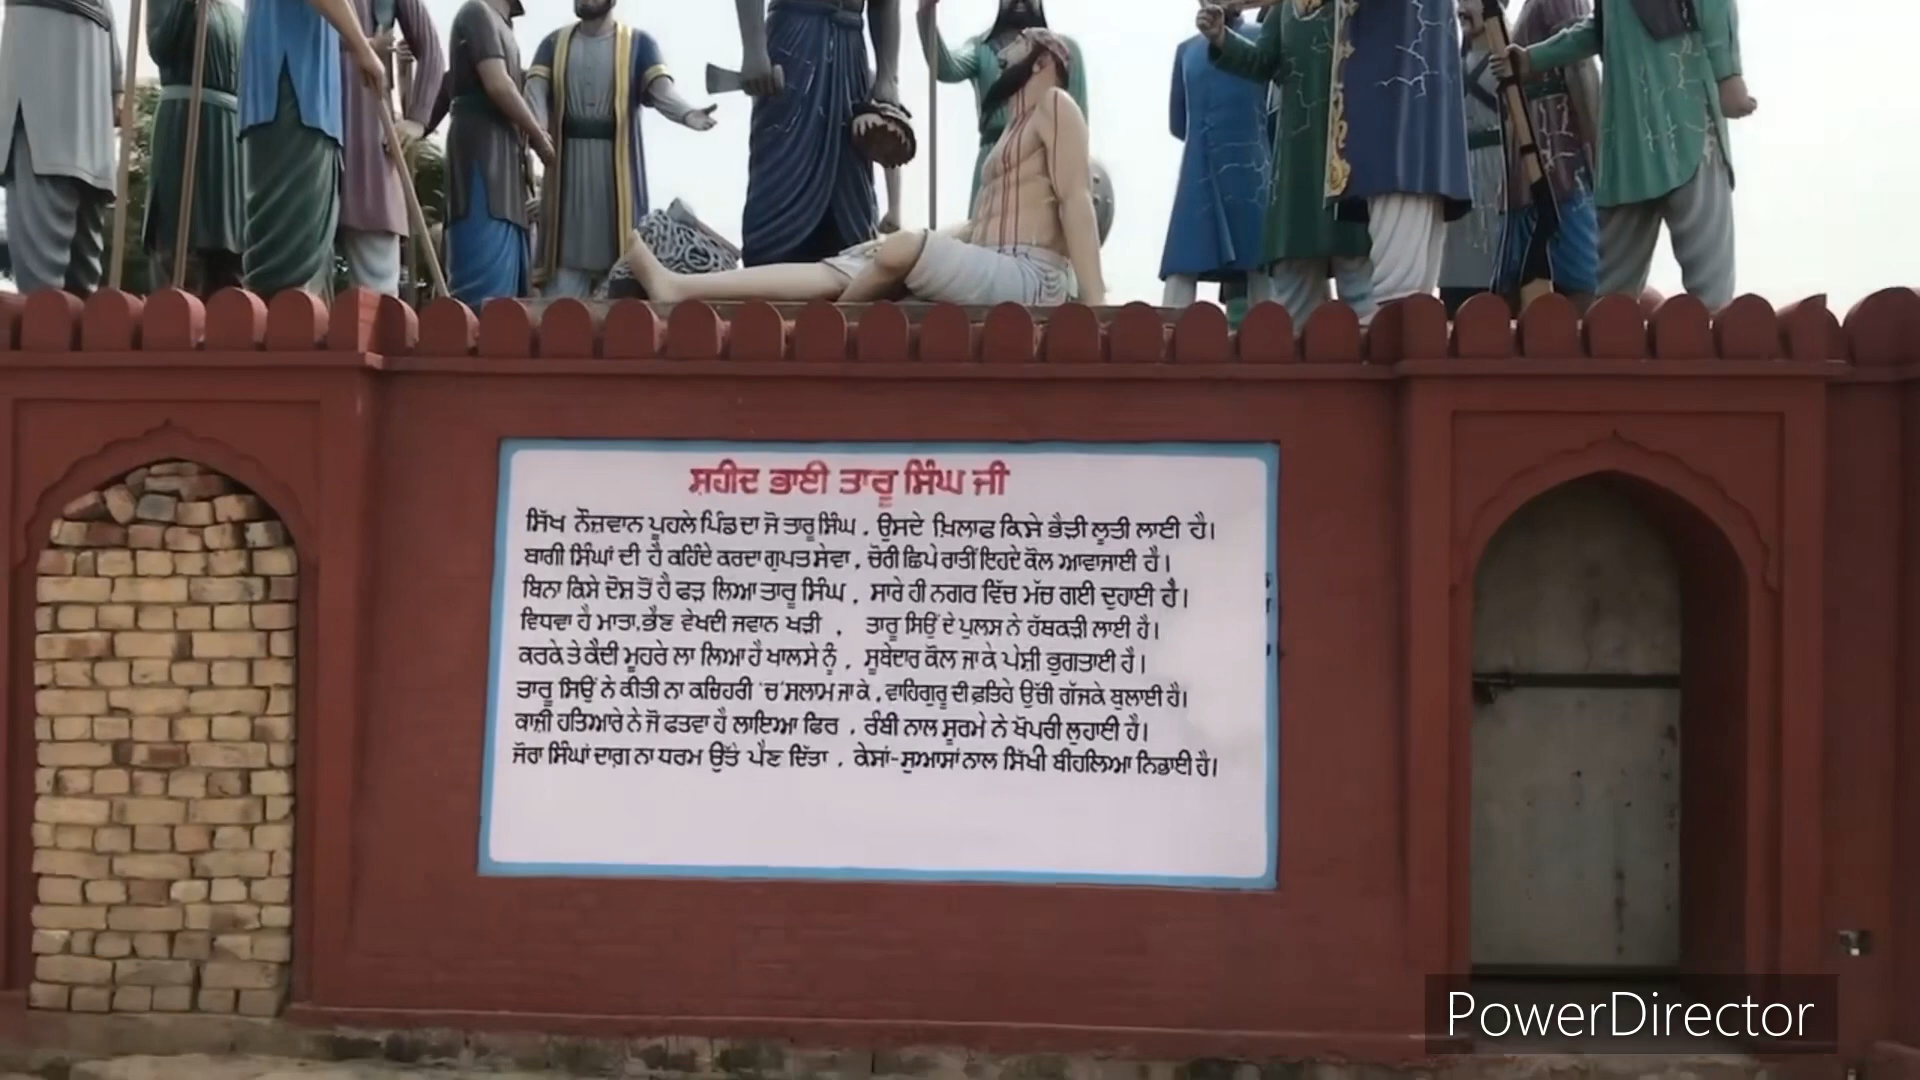 ਸ਼ਹੀਦ ਭਾਈ ਤਾਰੂ ਸਿੰਘ ਜੀ
ਸਿੱਖ ਨੌਜ਼ਵਾਨ ਪੂਹਲੇ ਪਿੰਡ ਦਾ ਜੋ ਤਾਰੂ ਸਿੰਘ , ਉਸਦੇ ਖ਼ਿਲਾਫ ਕਿਸੇ ਭੈੜੀ ਲੂਤੀ ਲਾਈ ਹੈ।
ਬਾਗੀ ਸਿੰਘਾਂ ਦੀ ਹੈ ਕਹਿੰਦੇ ਕਰਦਾ ਗੁਪਤ ਸੇਵਾ , ਚੋਰੀ ਛਿਪੇ ਰਾਤੀਂ ਇਹਦੇ ਕੋਲ ਆਵਾਜਾਈ ਹੈ।
ਬਿਨਾ ਕਿਸੇ ਦੋਸ਼ ਤੋਂ ਹੈ ਫੜ ਲਿਆ ਤਾਰੂ ਸਿੰਘ , ਸਾਰੇ ਹੀ ਨਗਰ ਵਿੱਚ ਮੱਚ ਗਈ ਦੁਹਾਈ ਹੈ।
ਵਿਧਵਾ ਹੈ ਮਾਤਾ,ਭੈਣ ਵੇਖਦੀ ਜਵਾਨ ਖੜੀ , ਤਾਰੂ ਸਿਉਂ ਦੇ ਪੁਲਸ ਨੇ ਹੱਥਕੜੀ ਲਾਈ ਹੈ।
ਕਰਕੇ ਤੇ ਕੈਦੀ ਮੂਹਰੇ ਲਾ ਲਿਆ ਹੈ ਖਾਲਸੇ ਨੂੰ , ਸੂਬੇਦਾਰ ਕੋਲ ਜਾ ਕੇ ਪੇਸ਼ੀ ਭੁਗਤਾਈ ਹੈ।
ਤਾਰੂ ਸਿਉਂ ਨੇ ਕੀਤੀ ਨਾ ਕਚਿਹਰੀ 'ਚ' ਸਲਾਮ ਜਾ ਕੇ , ਵਾਹਿਗੁਰੂ ਦੀ ਫ਼ਤਿਹੇ ਉੱਚੀ ਗੱਜਕੇ ਬੁਲਾਈ ਹੈ।
ਕਾਜ਼ੀ ਹਤਿਆਰੇ ਨੇ ਜੋ ਫਤਵਾ ਹੈ ਲਾਇਆ ਫਿਰ , ਰੰਬੀ ਨਾਲ ਸੂਰਮੇ ਨੇ ਖੋਪਰੀ ਲੁਹਾਈ ਹੈ।
ਜੋਰਾ ਸਿੰਘਾਂ ਦਾਗ਼ ਨਾ ਧਰਮ ਉੱਤੇ ਪੈਣ ਦਿੱਤਾ , ਕੇਸਾਂ-ਸੁਆਸਾਂ ਨਾਲ ਸਿੱਖੀ ਬੀਹਲਿਆ ਨਿਭਾਈ ਹੈ।
PowerDirector